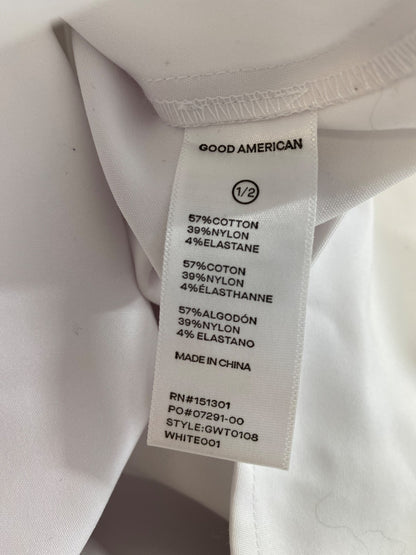 GOOD AMERICAN
1/2
57%COTTON
39%NYLON
4%ELASTANE
57%COTON
39%NYLON
4%ÉLASTHANNE
57%ALGODÓN
39%NYLON
4% ELASTANO
MADE IN CHINA
RN#151301
PO#07291-00
STYLE:GWT0108
WHITE001